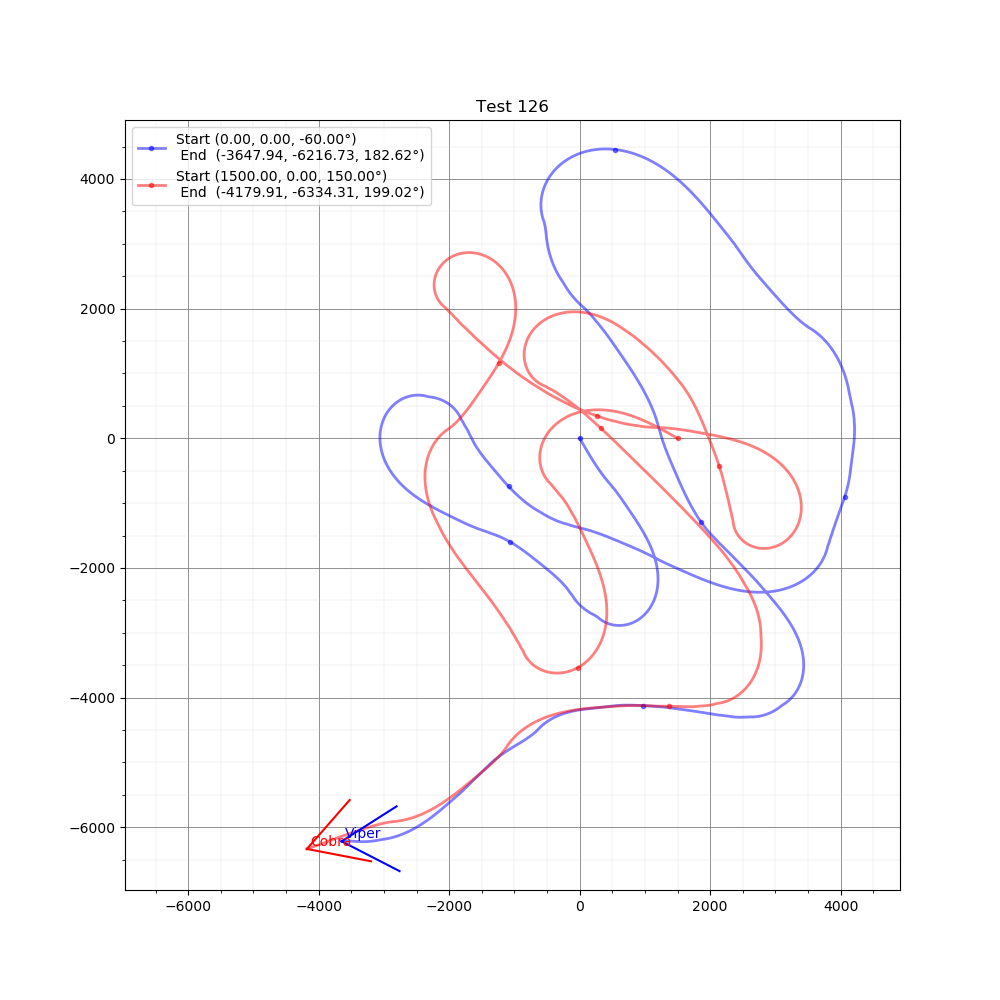 Test 126
Start (0.00, 0.00, -60.00°)
End (-3647.94, -6216.73, 182.62°)
Start (1500.00, 0.00, 150.00°)
End (-4179.91, -6334.31, 199.02°)
4000
2000
0
−2000
−4000
−6000
Viper
Cobra
−6000 −4000 −2000 0 2000 4000